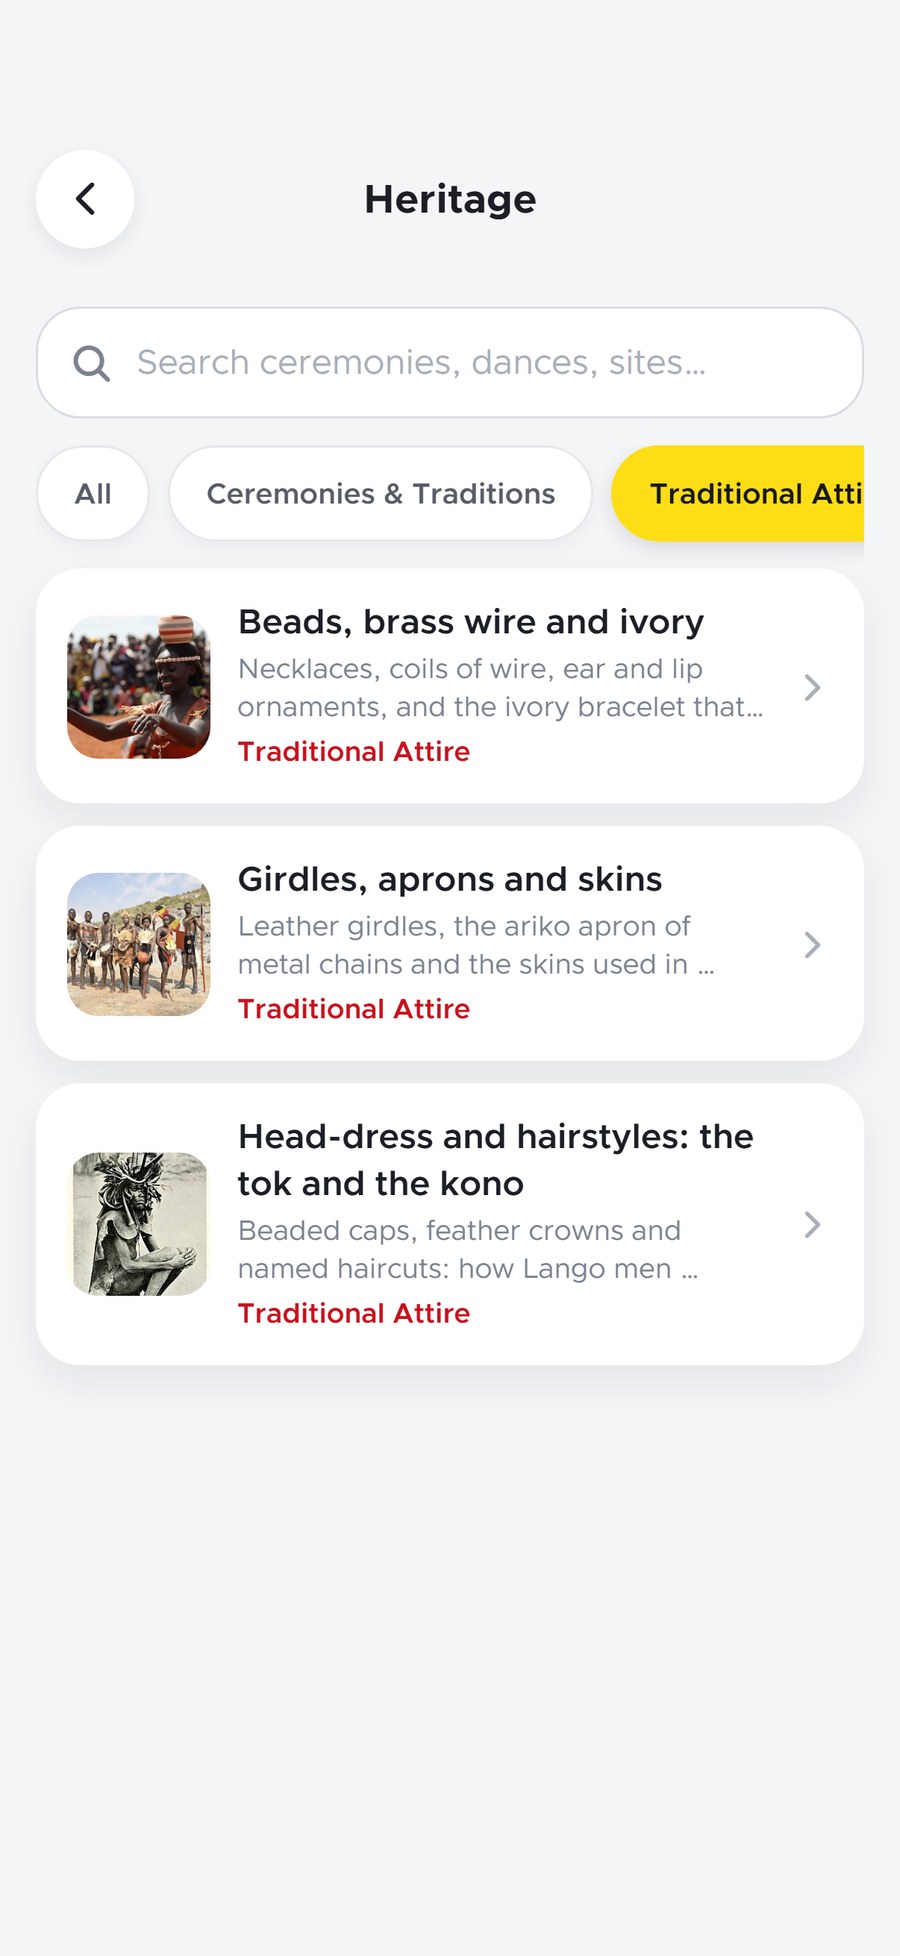 Heritage
Search ceremonies, dances, sites...
All
Ceremonies & Traditions
Traditional Atti
Beads, brass wire and ivory
Necklaces, coils of wire, ear and lip
ornaments, and the ivory bracelet that...
Traditional Attire
Girdles, aprons and skins
Leather girdles, the ariko apron of
metal chains and the skins used in ...
Traditional Attire
Head-dress and hairstyles: the
tok and the kono
Beaded caps, feather crowns and
named haircuts: how Lango men ...
Traditional Attire